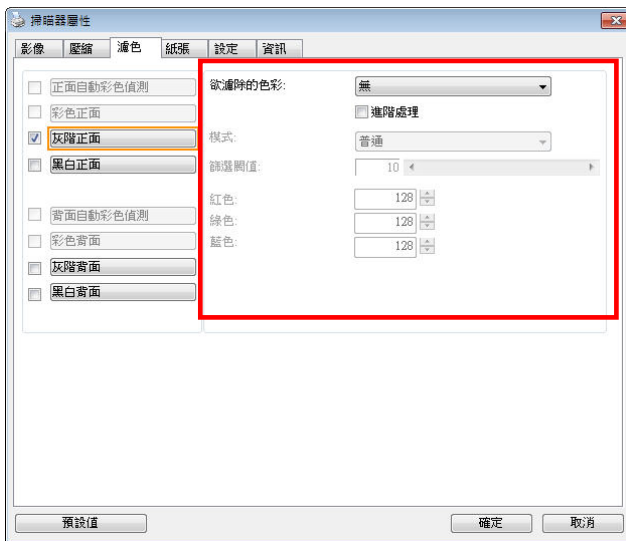 掃瞄器屬性
影像 壓縮 濾色 紙張 設定 資訊
正面自動彩色偵測
彩色正面
灰階正面
黑白正面
背面自動彩色偵測
彩色背面
灰階背面
黑白背面
欲濾除的色彩: 無
進階處理
模式: 普通
篩選閥值: 10
紅色: 128
綠色: 128
藍色: 128
預設值 確定 取消